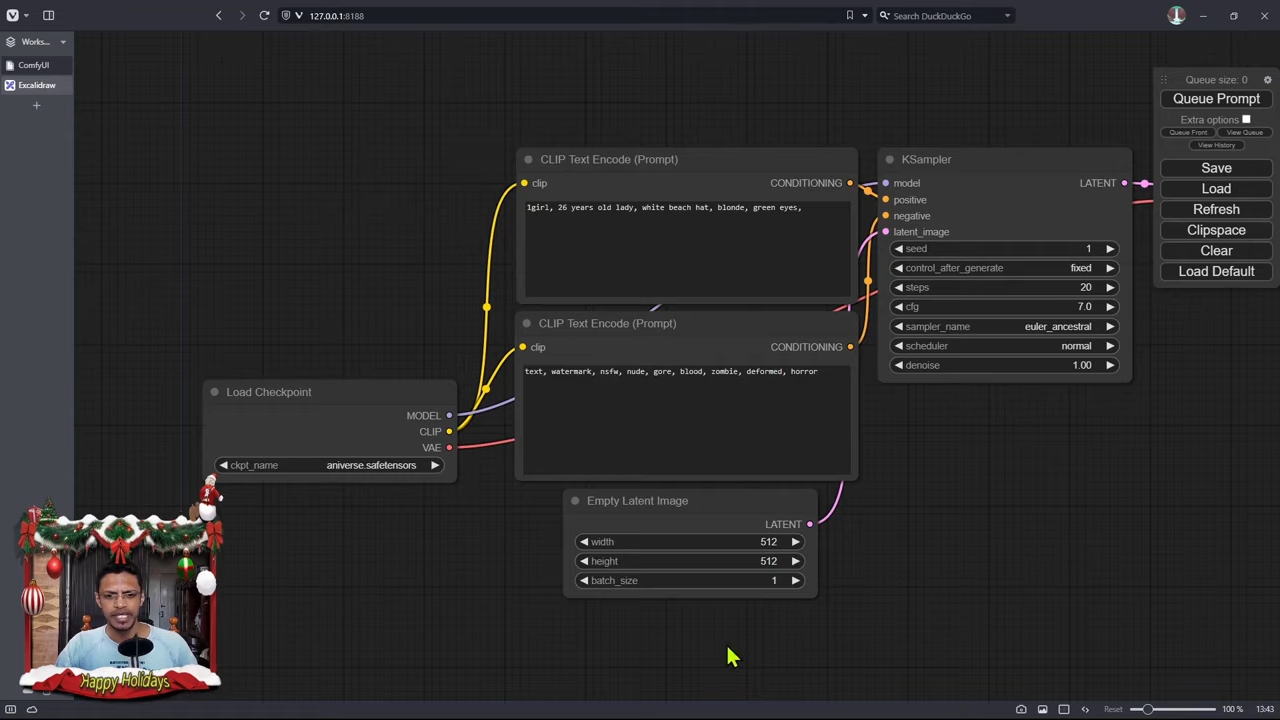 127.0.0.1:8188
Search DuckDuckGo
Works...
ComfyUI
Excalidraw
Queue size: 0
Queue Prompt
Extra options
Queue Front
View Queue
View History
Save
Load
Refresh
Clipspace
Clear
Load Default
CLIP Text Encode (Prompt)
clip
CONDITIONING
1girl, 26 years old lady, white beach hat, blonde, green eyes,
KSampler
model
LATENT
positive
negative
latent_image
seed 1
control_after_generate fixed
steps 20
cfg 7.0
sampler_name euler_ancestral
scheduler normal
denoise 1.00
CLIP Text Encode (Prompt)
clip
CONDITIONING
text, watermark, nsfw, nude, gore, blood, zombie, deformed, horror
Load Checkpoint
MODEL
CLIP
VAE
ckpt_name aniverse.safetensors
Empty Latent Image
LATENT
width 512
height 512
batch_size 1
Happy Holidays
Reset
100 %
13:43